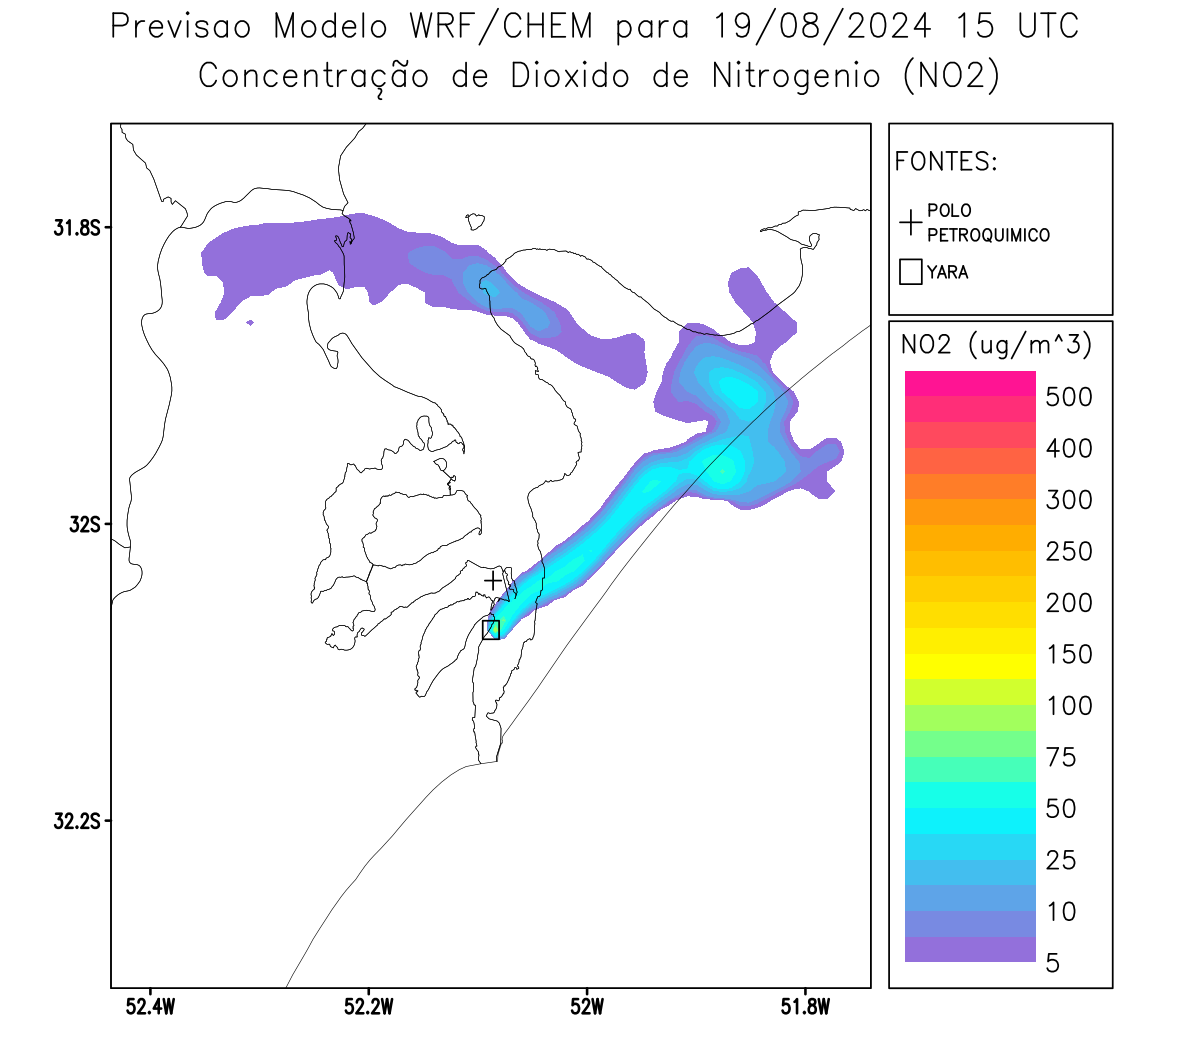 Previsao Modelo WRF/CHEM para 19/08/2024 15 UTC
Concentração de Dioxido de Nitrogenio (NO2)
FONTES:
POLO
PETROQUIMICO
YARA
NO2 (ug/m^3)
500
400
300
250
200
150
100
75
50
25
10
5
31.8S
32S
32.2S
52.4W
52.2W
52W
51.8W